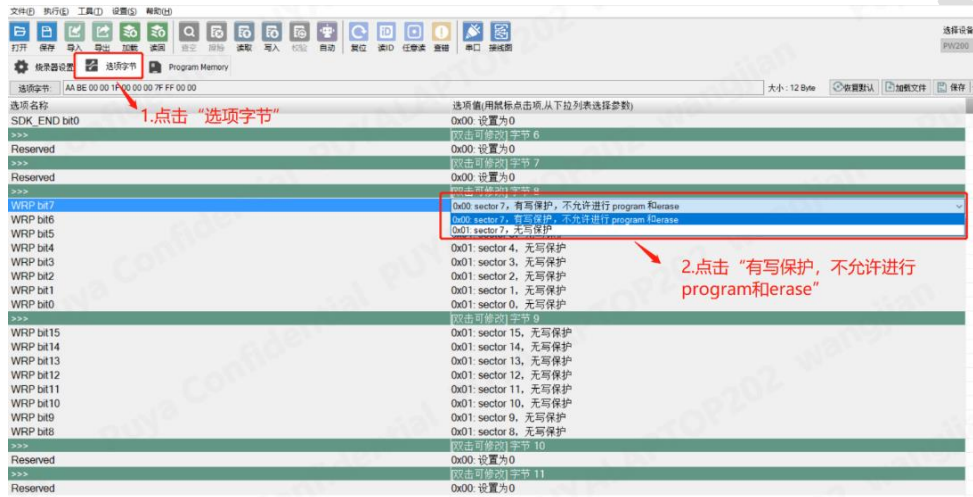 文件(F) 执行(E) 工具(T) 设置(S) 帮助(H)
打开 保存 导入 导出 加载 读回 查空 擦除 读取 写入 校验 自动 复位 读ID 任意读 查错 串口 接线图
选择设备
PW200
烧录器设置 选项字节 Program Memory
选项字节: AA BE 00 00 1F 00 00 00 7F FF 00 00 大小: 12 Byte 恢复默认 加载文件 保存
选项名称 选项值(用鼠标点击项,从下拉列表选择参数)
1.点击“选项字节”
SDK_END bit0 0x00: 设置为0
>>> [双击可修改] 字节 6
Reserved 0x00: 设置为0
>>> [双击可修改] 字节 7
Reserved 0x00: 设置为0
>>> [双击可修改] 字节 8
WRP bit7 0x00: sector 7，有写保护，不允许进行 program 和erase
0x00: sector 7，有写保护，不允许进行 program 和erase
WRP bit6
0x01: sector 7，无写保护
WRP bit5
WRP bit4 0x01: sector 4，无写保护
WRP bit3 0x01: sector 3，无写保护
WRP bit2 0x01: sector 2，无写保护
WRP bit1 0x01: sector 1，无写保护
WRP bit0 0x01: sector 0，无写保护
2.点击“有写保护，不允许进行
program和erase”
>>> [双击可修改] 字节 9
WRP bit15 0x01: sector 15，无写保护
WRP bit14 0x01: sector 14，无写保护
WRP bit13 0x01: sector 13，无写保护
WRP bit12 0x01: sector 12，无写保护
WRP bit11 0x01: sector 11，无写保护
WRP bit10 0x01: sector 10，无写保护
WRP bit9 0x01: sector 9，无写保护
WRP bit8 0x01: sector 8，无写保护
>>> [双击可修改] 字节 10
Reserved 0x00: 设置为0
>>> [双击可修改] 字节 11
Reserved 0x00: 设置为0
Puya Confidential PUYALAPTOP202 wangjian